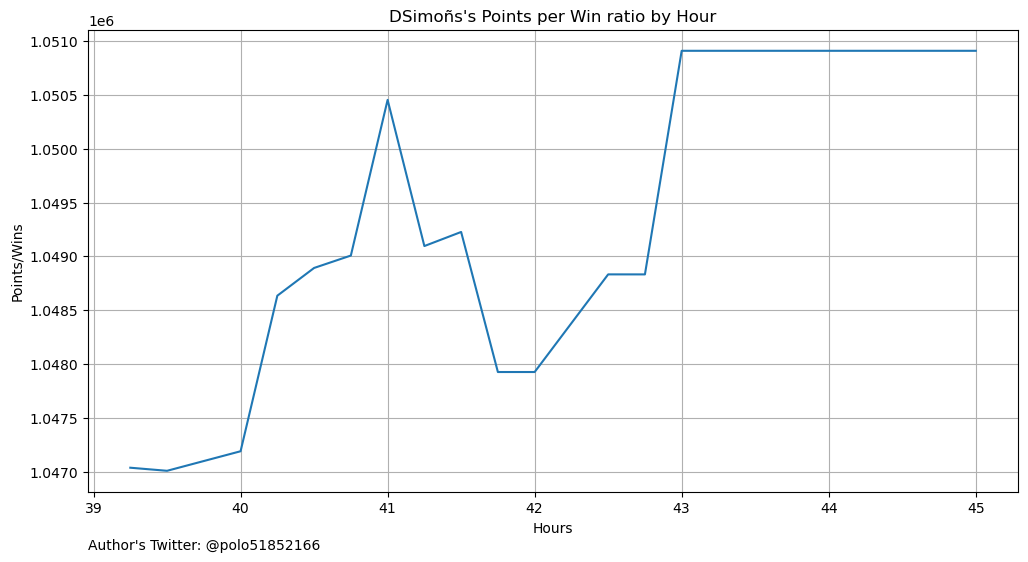 DSimoñs's Points per Win ratio by Hour
1e6
1.0510
1.0505
1.0500
1.0495
1.0490
1.0485
1.0480
1.0475
1.0470
Points/Wins
39 40 41 42 43 44 45
Hours
Author's Twitter: @polo51852166